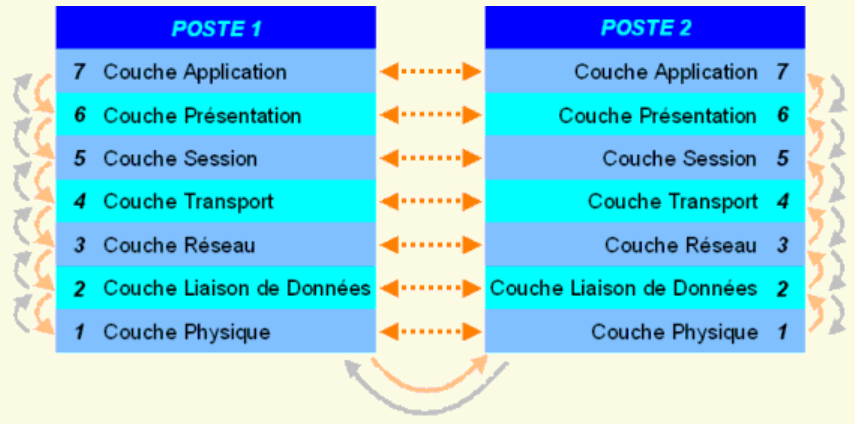 POSTE 1
7 Couche Application
6 Couche Présentation
5 Couche Session
4 Couche Transport
3 Couche Réseau
2 Couche Liaison de Données
1 Couche Physique
POSTE 2
Couche Application 7
Couche Présentation 6
Couche Session 5
Couche Transport 4
Couche Réseau 3
Couche Liaison de Données 2
Couche Physique 1